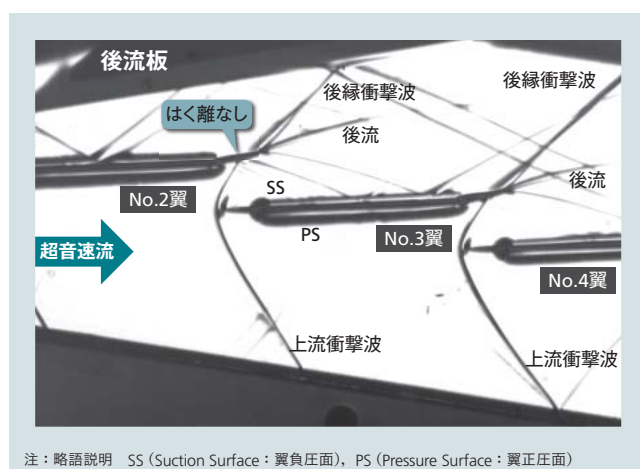 後流板
後縁衝撃波
後縁衝撃波
はく離なし
後流
後流
SS
No.2翼
PS
No.3翼
超音速流
No.4翼
上流衝撃波
上流衝撃波
注：略語説明　SS（Suction Surface：翼負圧面），PS（Pressure Surface：翼正圧面）